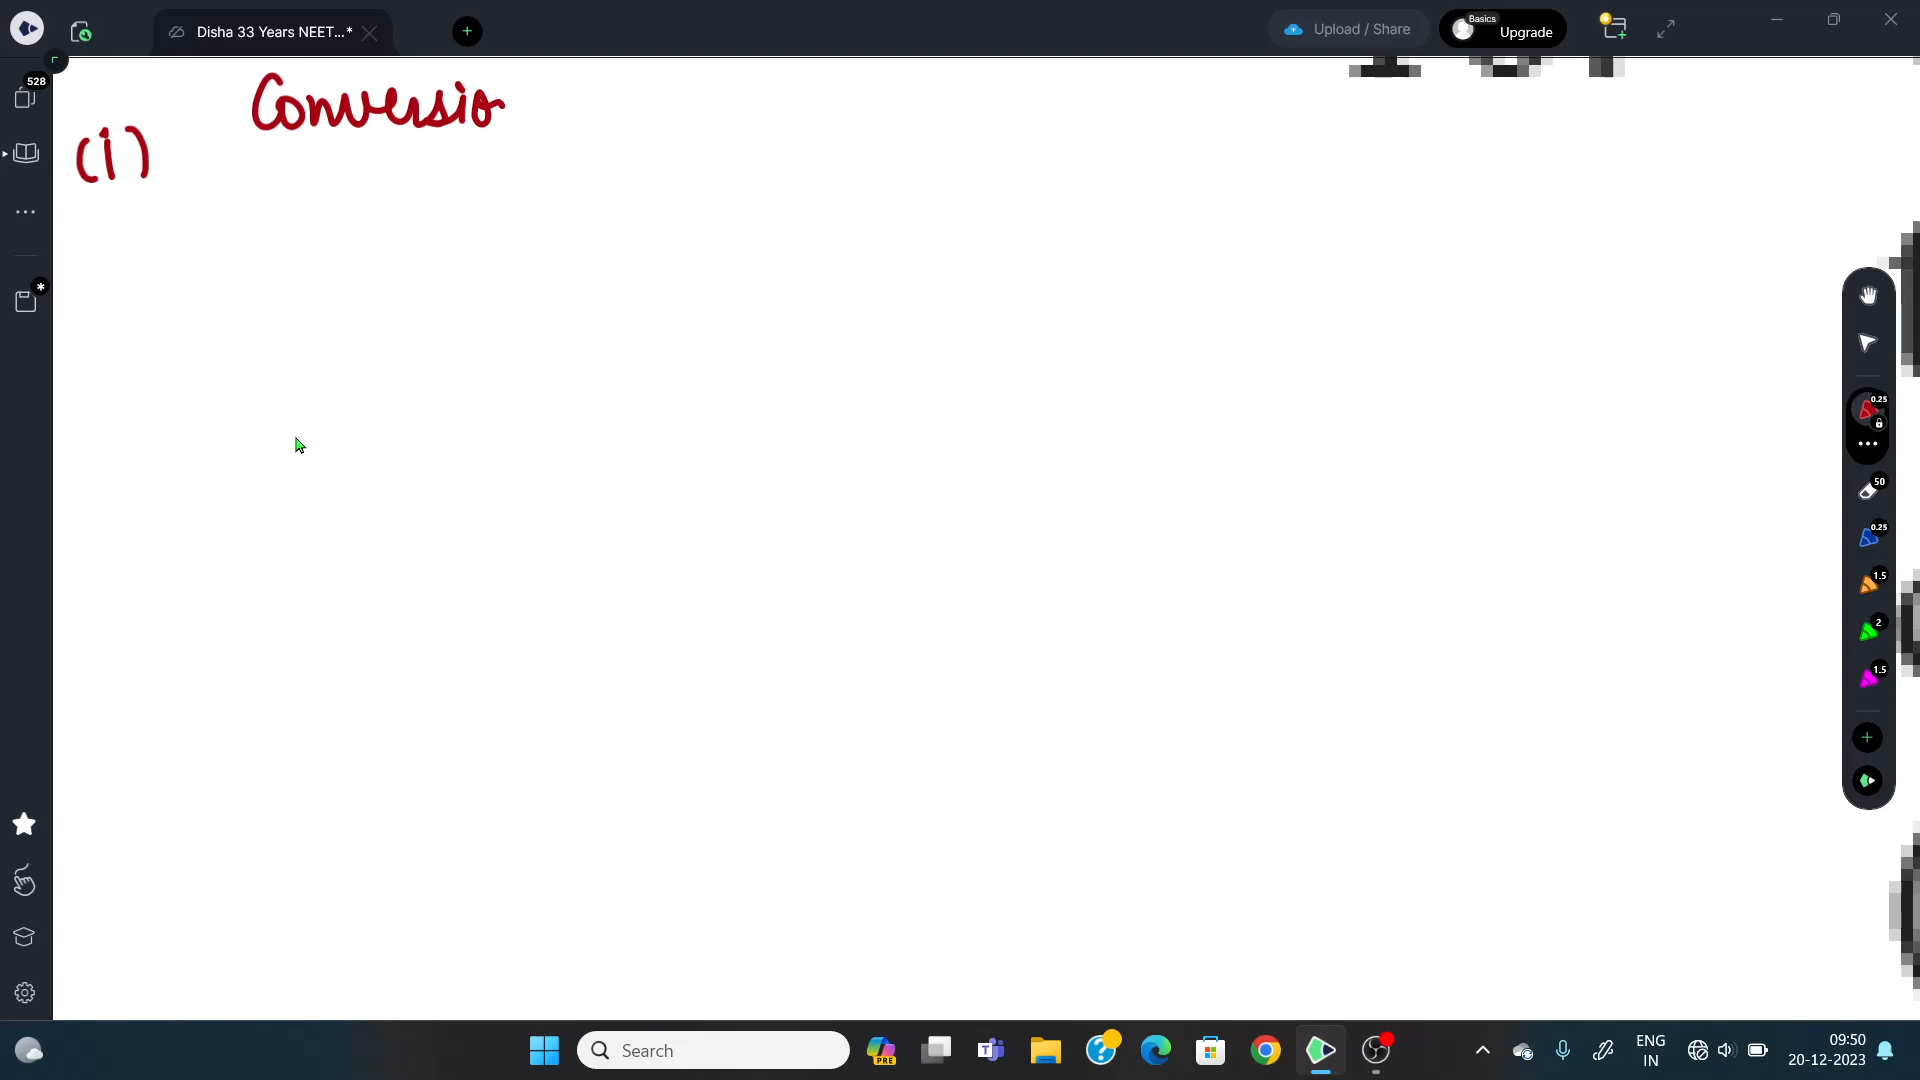 Disha 33 Years NEET...*
Upload / Share
Basics
Upgrade
528
Conversio
(i)
0.25
50
0.25
1.5
2
1.5
Search
PRE
ENG
IN
09:50
20-12-2023